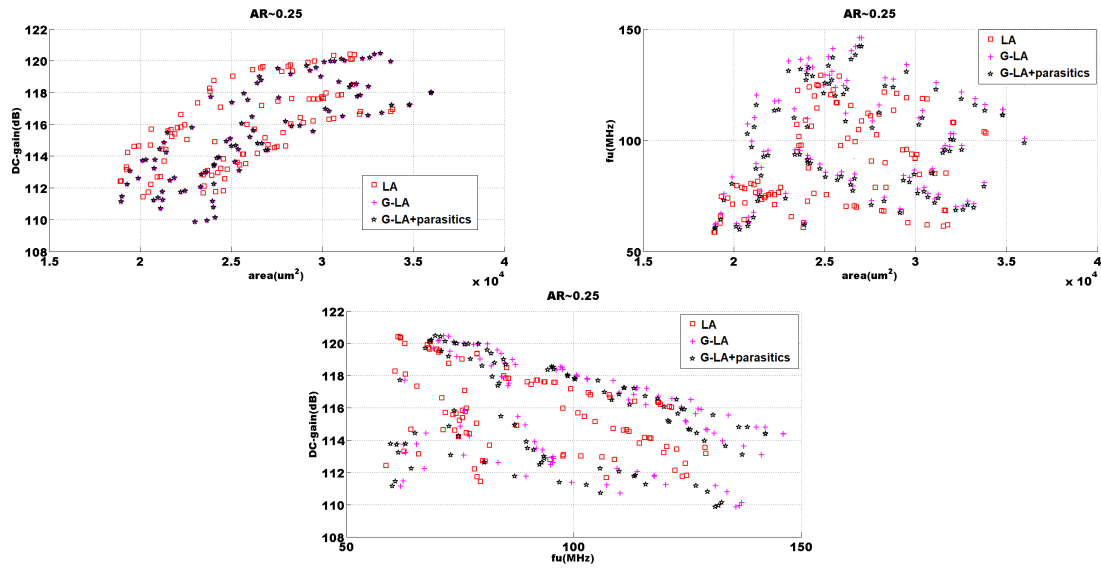 AR~0.25
122
120
118
116
114
112
110
108
DC-gain(dB)
LA
G-LA
G-LA+parasitics
1.5 2 2.5 3 3.5 4
area(um²)
x 10⁴
AR~0.25
150
100
50
fu(MHz)
LA
G-LA
G-LA+parasitics
1.5 2 2.5 3 3.5 4
area(um²)
x 10⁴
AR~0.25
122
120
118
116
114
112
110
108
DC-gain(dB)
LA
G-LA
G-LA+parasitics
50 100 150
fu(MHz)